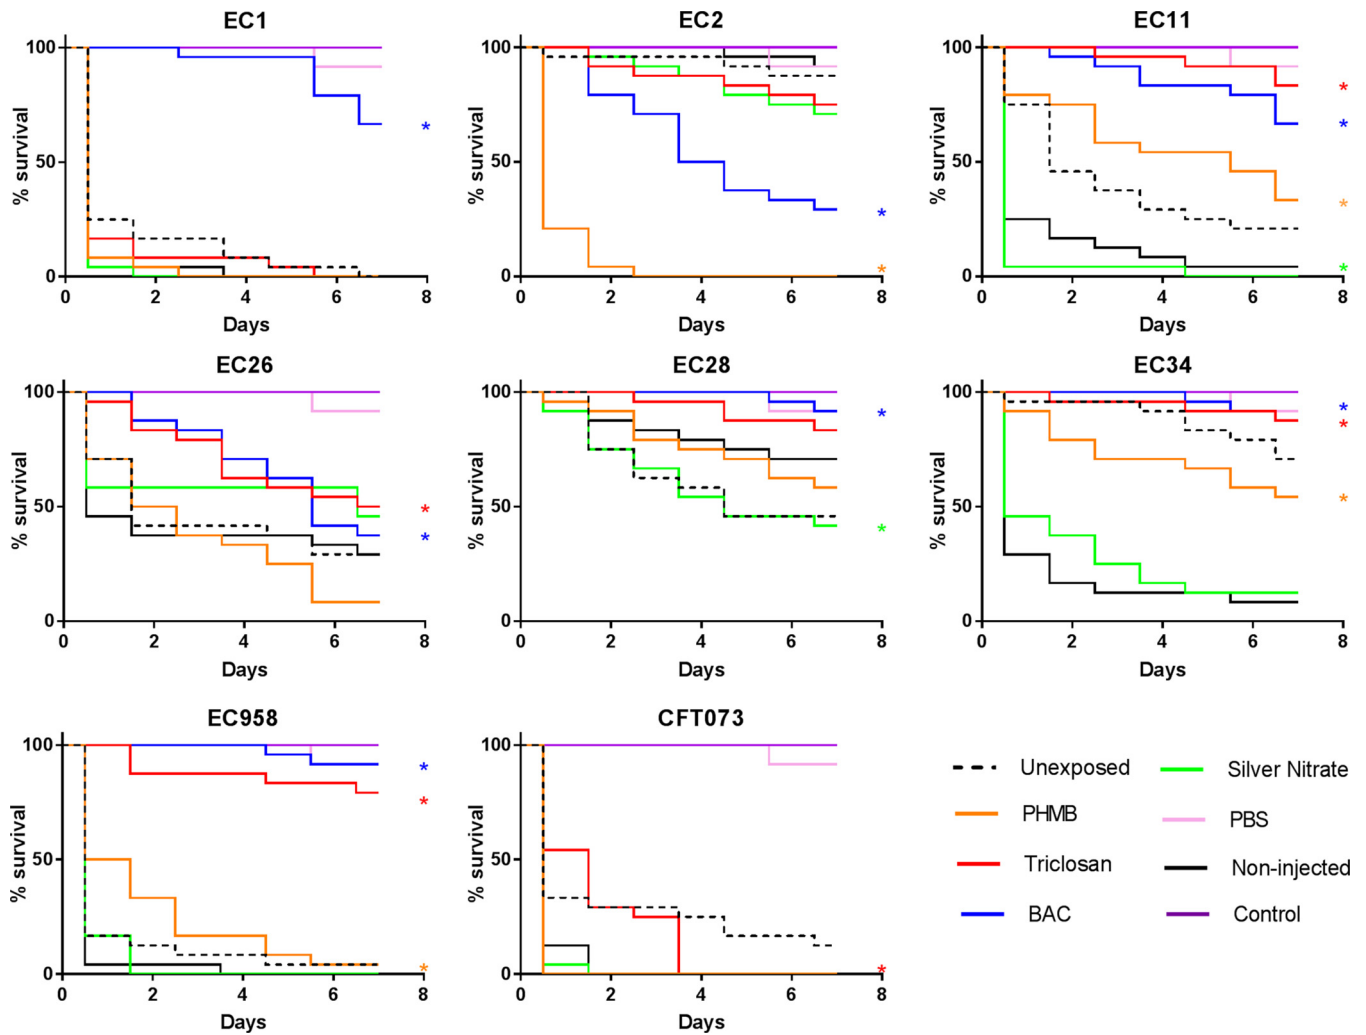 EC1
100
50
0
% survival
0 2 4 6 8
*
Days
EC2
100
50
0
% survival
0 2 4 6 8
*
*
Days
EC11
100
50
0
% survival
0 2 4 6 8
*
*
*
*
Days
EC26
100
50
0
% survival
0 2 4 6 8
*
*
Days
EC28
100
50
0
% survival
0 2 4 6 8
*
*
Days
EC34
100
50
0
% survival
0 2 4 6 8
*
*
*
Days
EC958
100
50
0
% survival
0 2 4 6 8
*
*
*
Days
CFT073
100
50
0
% survival
0 2 4 6 8
*
Days
Unexposed
Silver Nitrate
PHMB
PBS
Triclosan
Non-injected
BAC
Control